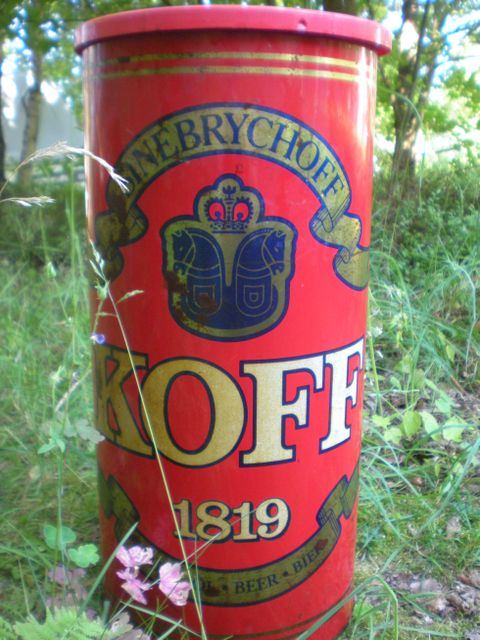 SINEBRYCHOFF
KOFF
1819
BEER • BIER